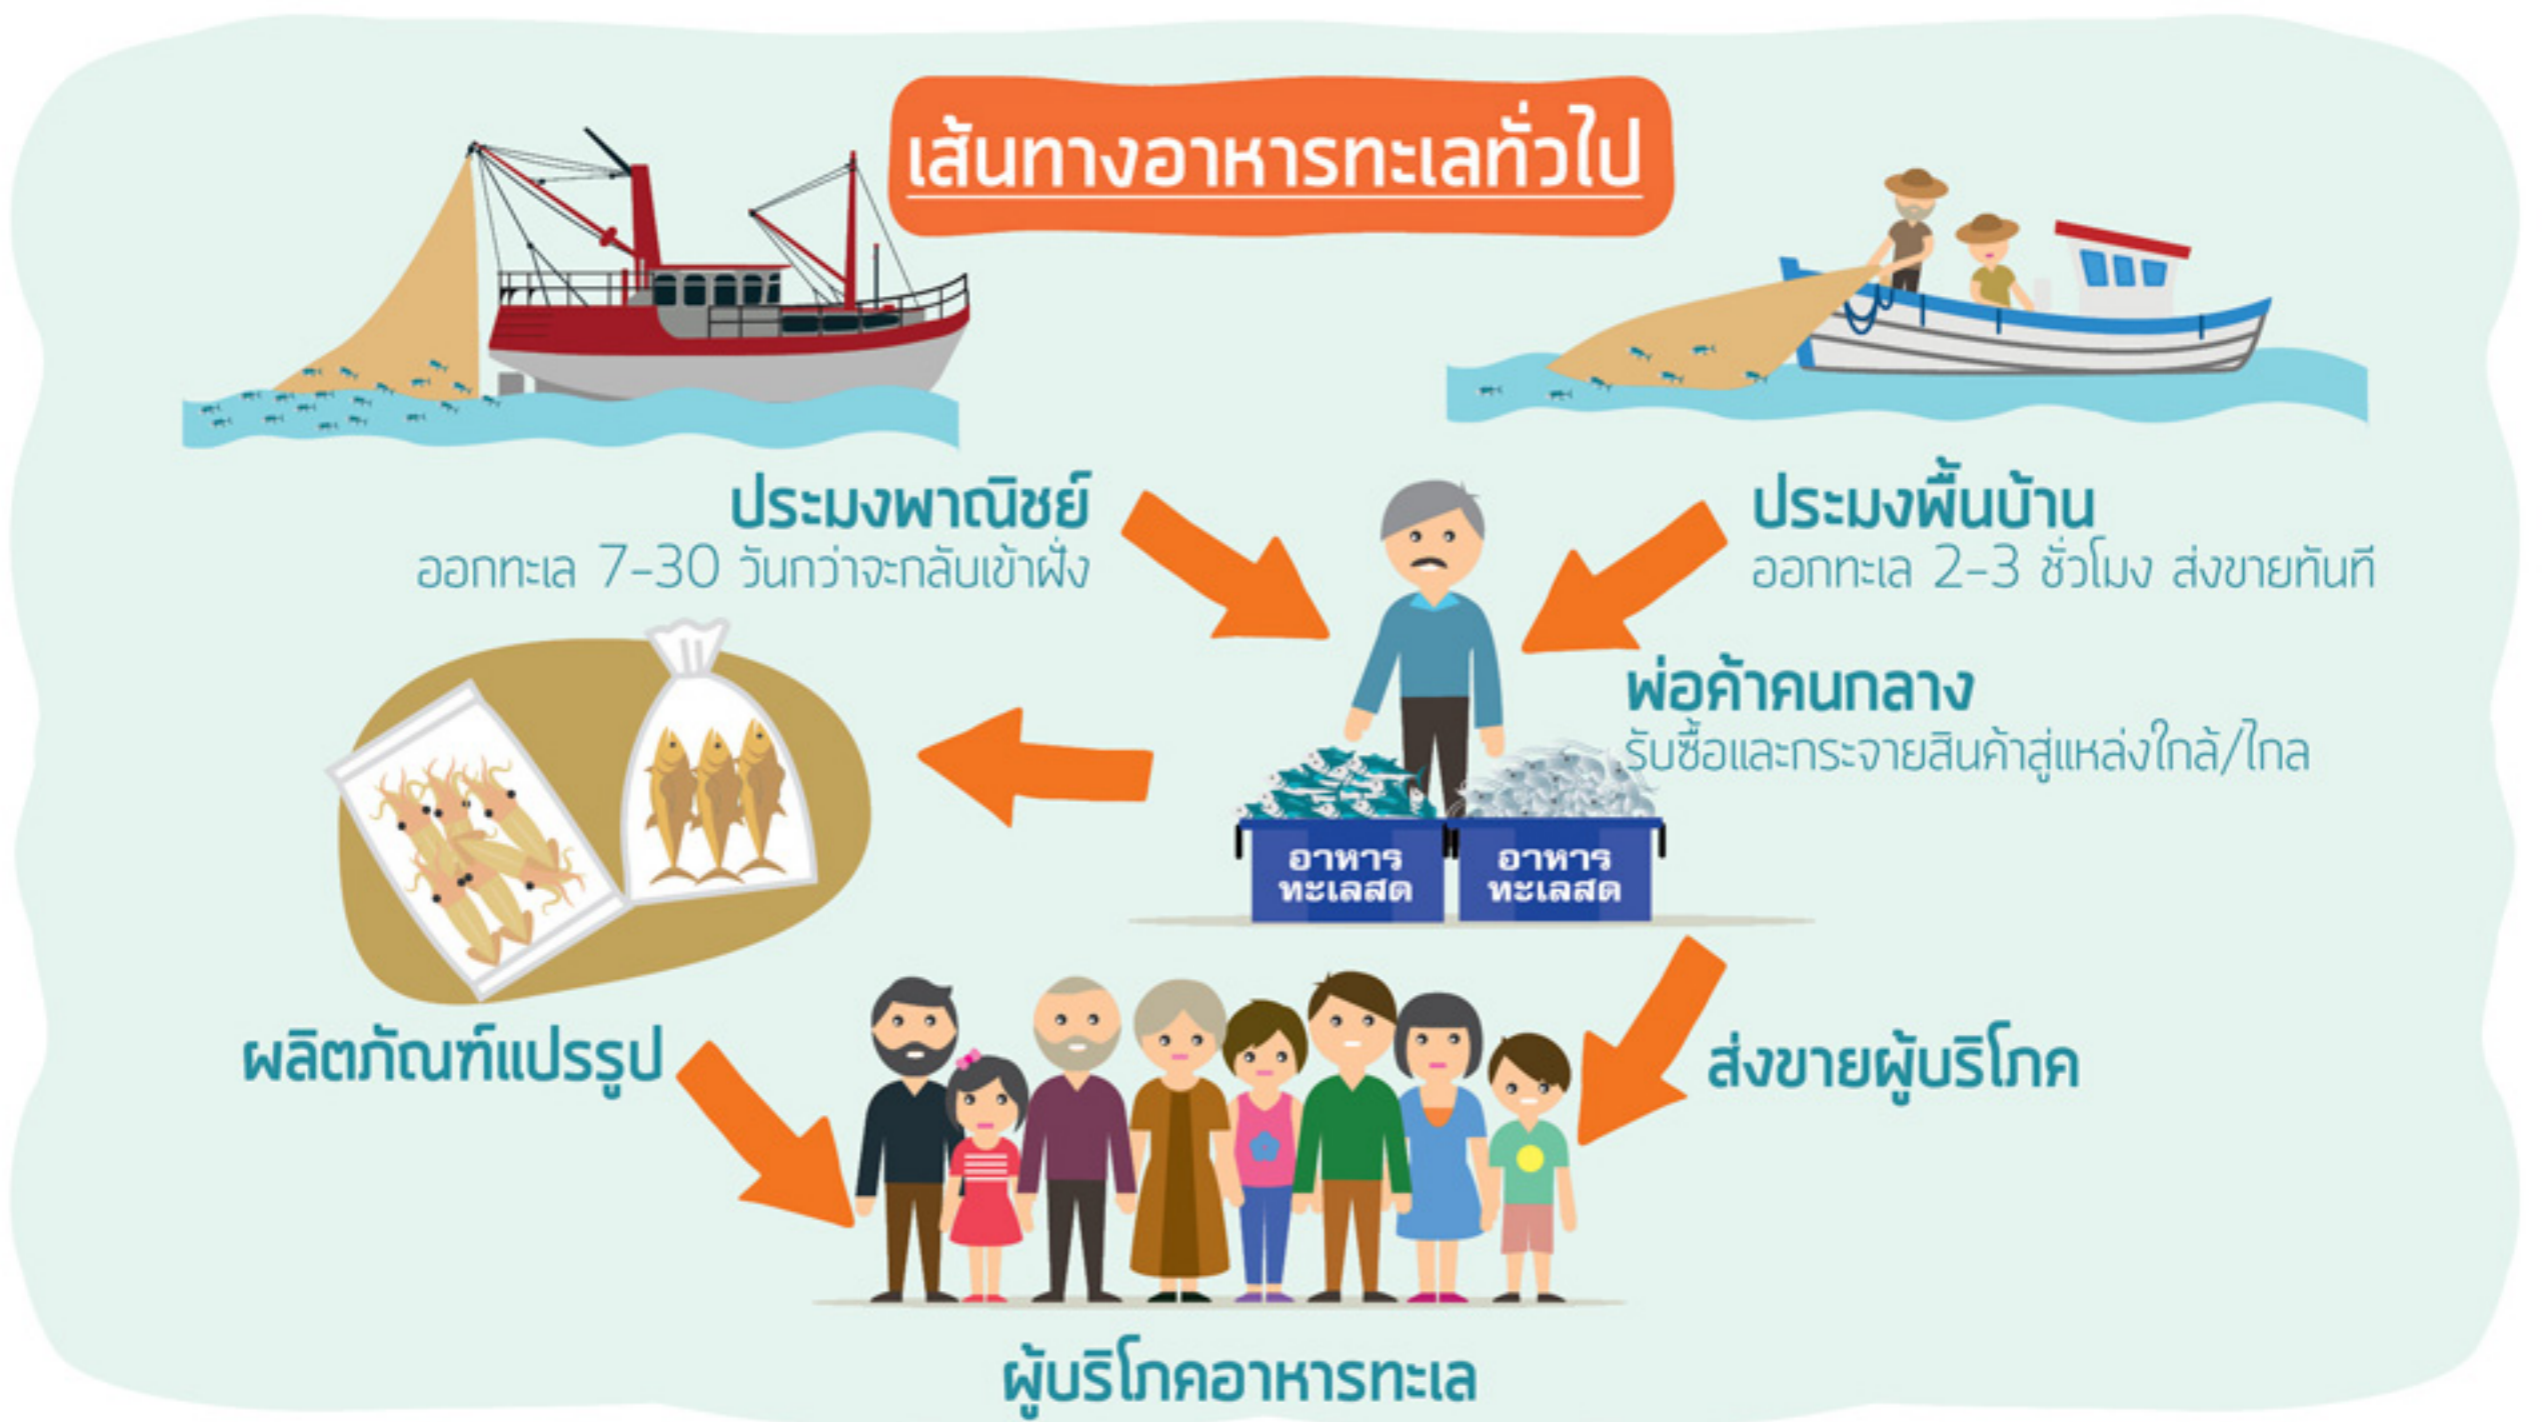 เส้นทางอาหารทะเลทั่วไป
ประมงพาณิชย์
ออกทะเล 7-30 วันกว่าจะกลับเข้าฝั่ง
ประมงพื้นบ้าน
ออกทะเล 2-3 ชั่วโมง ส่งขายทันที
พ่อค้าคนกลาง
รับซื้อและกระจายสินค้าสู่แหล่งใกล้/ไกล
อาหาร
ทะเลสด
อาหาร
ทะเลสด
ผลิตภัณฑ์แปรรูป
ส่งขายผู้บริโภค
ผู้บริโภคอาหารทะเล